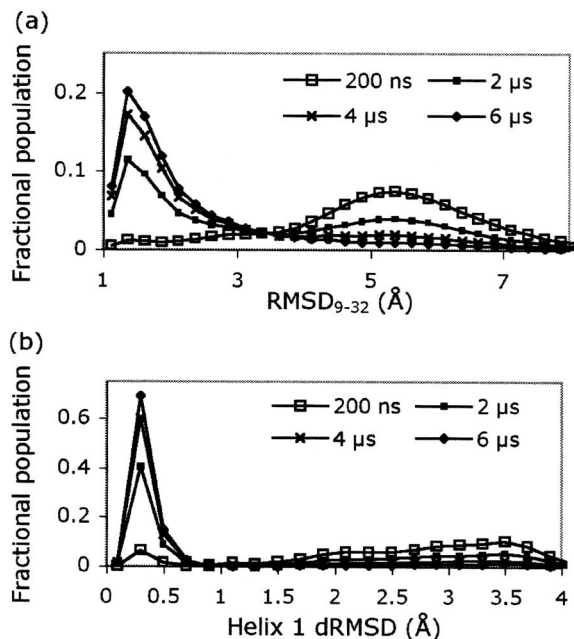 (a)
Fractional population
0.2
0.1
0
200 ns
2 µs
4 µs
6 µs
1 3 5 7
RMSD9-32 (Å)
(b)
Fractional population
0.6
0.4
0.2
0
200 ns
2 µs
4 µs
6 µs
0 0.5 1 1.5 2 2.5 3 3.5 4
Helix 1 dRMSD (Å)